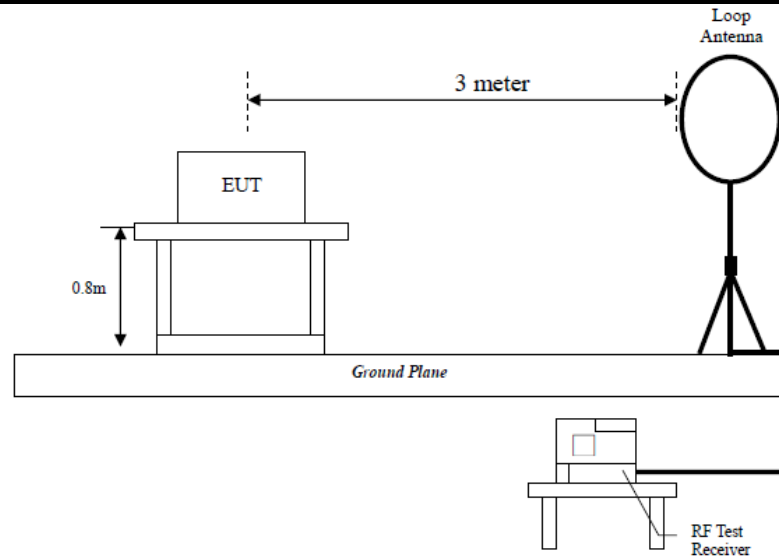 Loop
Antenna
3 meter
EUT
0.8m
Ground Plane
RF Test
Receiver